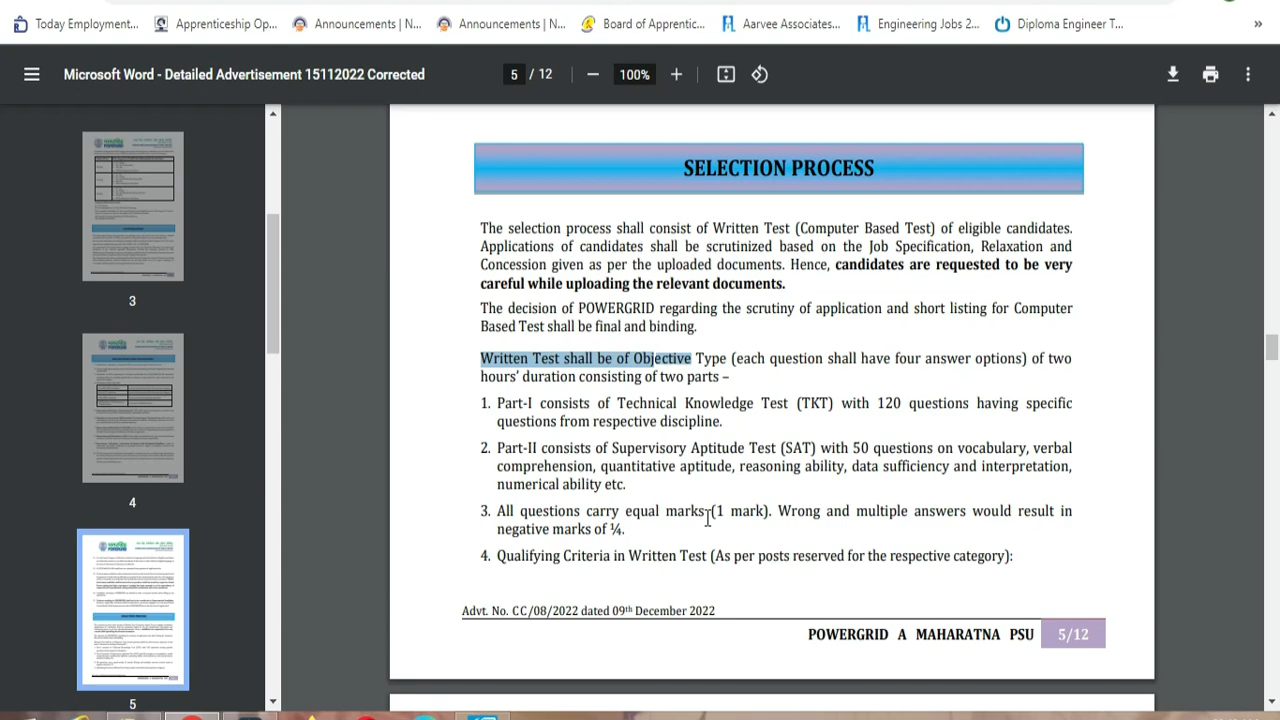 Today Employment...
Apprenticeship Op...
Announcements | N...
Announcements | N...
Board of Apprentic...
Aarvee Associates...
Engineering Jobs 2...
Diploma Engineer T...
»
Microsoft Word - Detailed Advertisement 15112022 Corrected
5 / 12
100%
SELECTION PROCESS
The selection process shall consist of Written Test (Computer Based Test) of eligible candidates.
Applications of candidates shall be scrutinized based on the Job Specification, Relaxation and
Concession given as per the uploaded documents. Hence, candidates are requested to be very
careful while uploading the relevant documents.
The decision of POWERGRID regarding the scrutiny of application and short listing for Computer
Based Test shall be final and binding.
Written Test shall be of Objective Type (each question shall have four answer options) of two
hours' duration consisting of two parts –
1. Part-I consists of Technical Knowledge Test (TKT) with 120 questions having specific
questions from respective discipline.
2. Part-II consists of Supervisory Aptitude Test (SAT) with 50 questions on vocabulary, verbal
comprehension, quantitative aptitude, reasoning ability, data sufficiency and interpretation,
numerical ability etc.
3. All questions carry equal marks (1 mark). Wrong and multiple answers would result in
negative marks of ¼.
4. Qualifying Criteria in Written Test (As per posts reserved for the respective category):
Advt. No. CC/08/2022 dated 09th December 2022
POWERGRID A MAHARATNA PSU 5/12
3
4
5